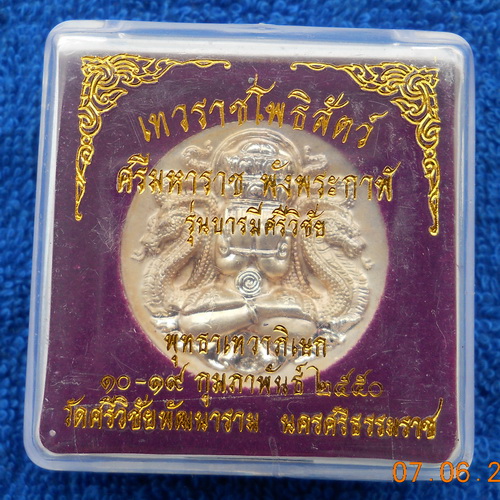 เทวราชโพธิสัตว์
ศรีมหาราช พังพระกาฬ
รุ่นบารมีศรีวิชัย
พุทธาเทวาภิเษก
๑๐-๑๙ กุมภาพันธ์ ๒๕๕๐
วัดศรีวิชัยพัฒนาราม นครศรีธรรมราช
07.06.2